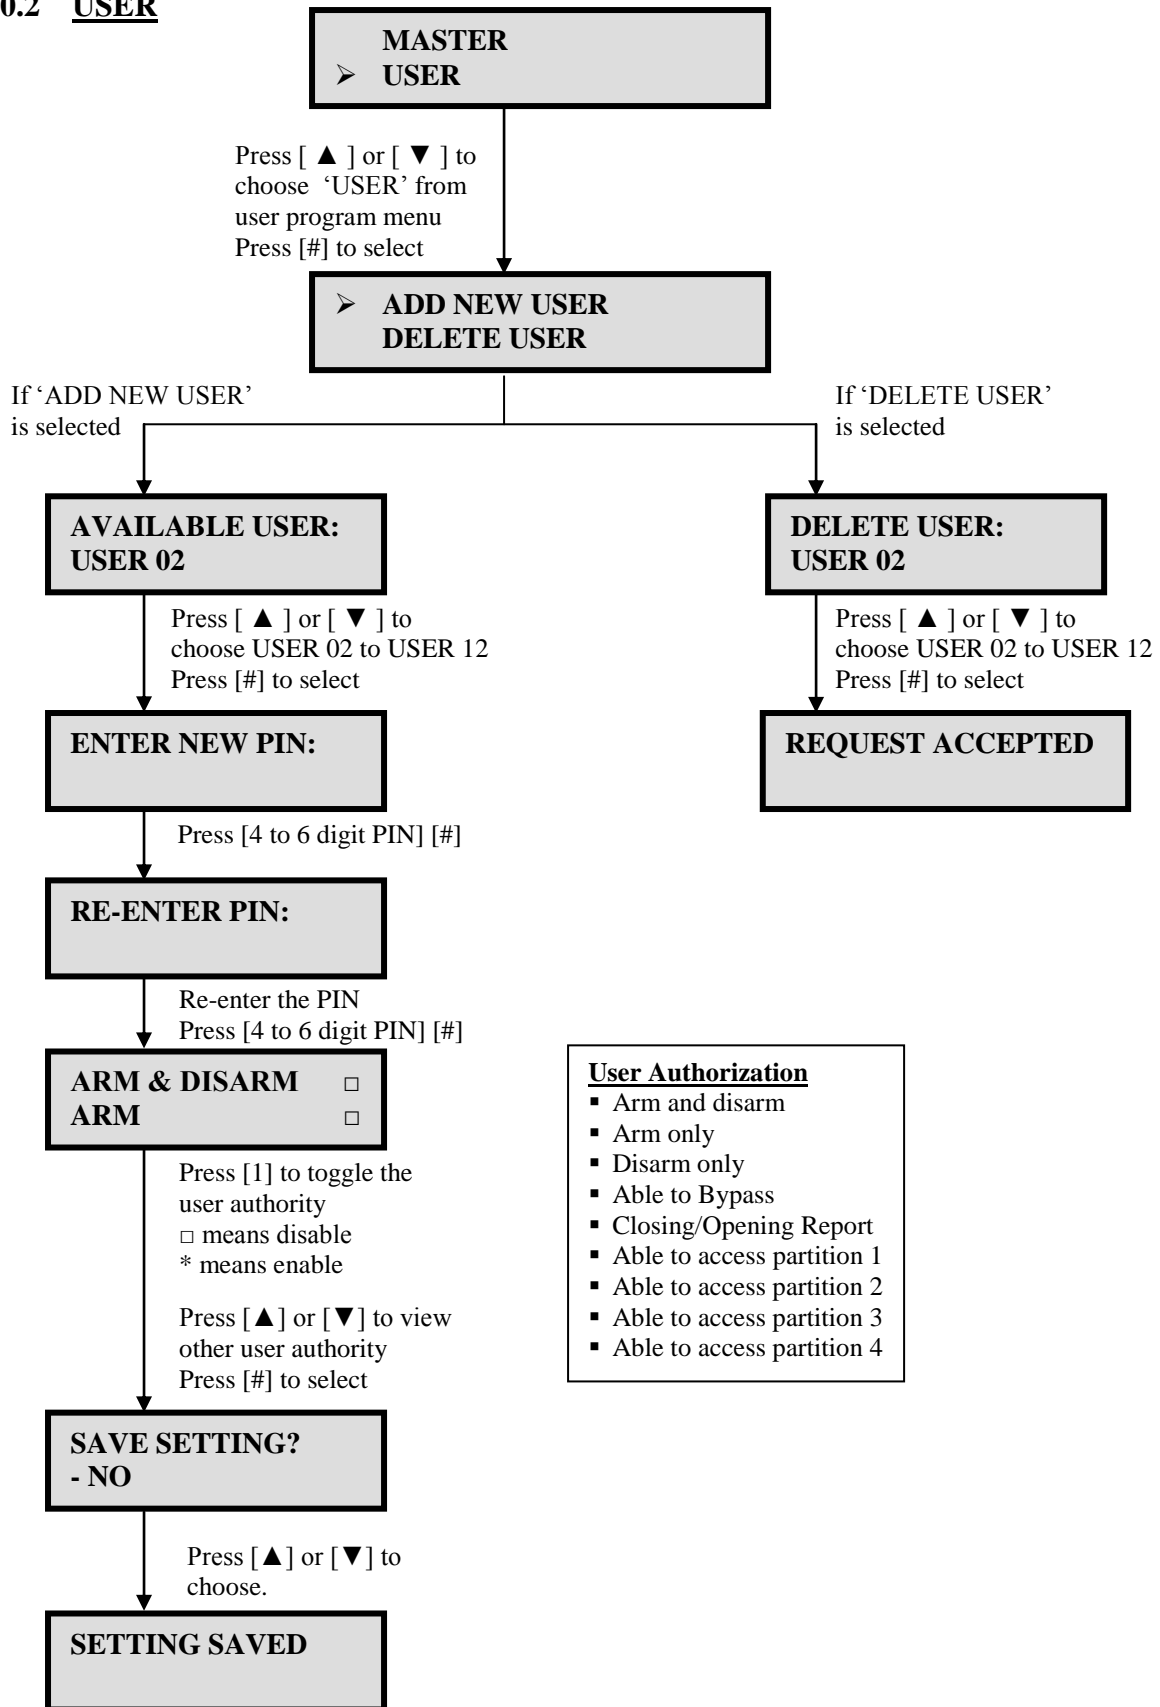 0.2 USER
MASTER
➢ USER
Press [ ▲ ] or [ ▼ ] to
choose ‘USER’ from
user program menu
Press [#] to select
➢ ADD NEW USER
DELETE USER
If ‘ADD NEW USER’
is selected
If ‘DELETE USER’
is selected
AVAILABLE USER:
USER 02
DELETE USER:
USER 02
Press [ ▲ ] or [ ▼ ] to
choose USER 02 to USER 12
Press [#] to select
Press [ ▲ ] or [ ▼ ] to
choose USER 02 to USER 12
Press [#] to select
ENTER NEW PIN:
REQUEST ACCEPTED
Press [4 to 6 digit PIN] [#]
RE-ENTER PIN:
Re-enter the PIN
Press [4 to 6 digit PIN] [#]
ARM & DISARM □
ARM □
Press [1] to toggle the
user authority
□ means disable
* means enable
Press [▲] or [▼] to view
other user authority
Press [#] to select
User Authorization
▪ Arm and disarm
▪ Arm only
▪ Disarm only
▪ Able to Bypass
▪ Closing/Opening Report
▪ Able to access partition 1
▪ Able to access partition 2
▪ Able to access partition 3
▪ Able to access partition 4
SAVE SETTING?
- NO
Press [▲] or [▼] to
choose.
SETTING SAVED